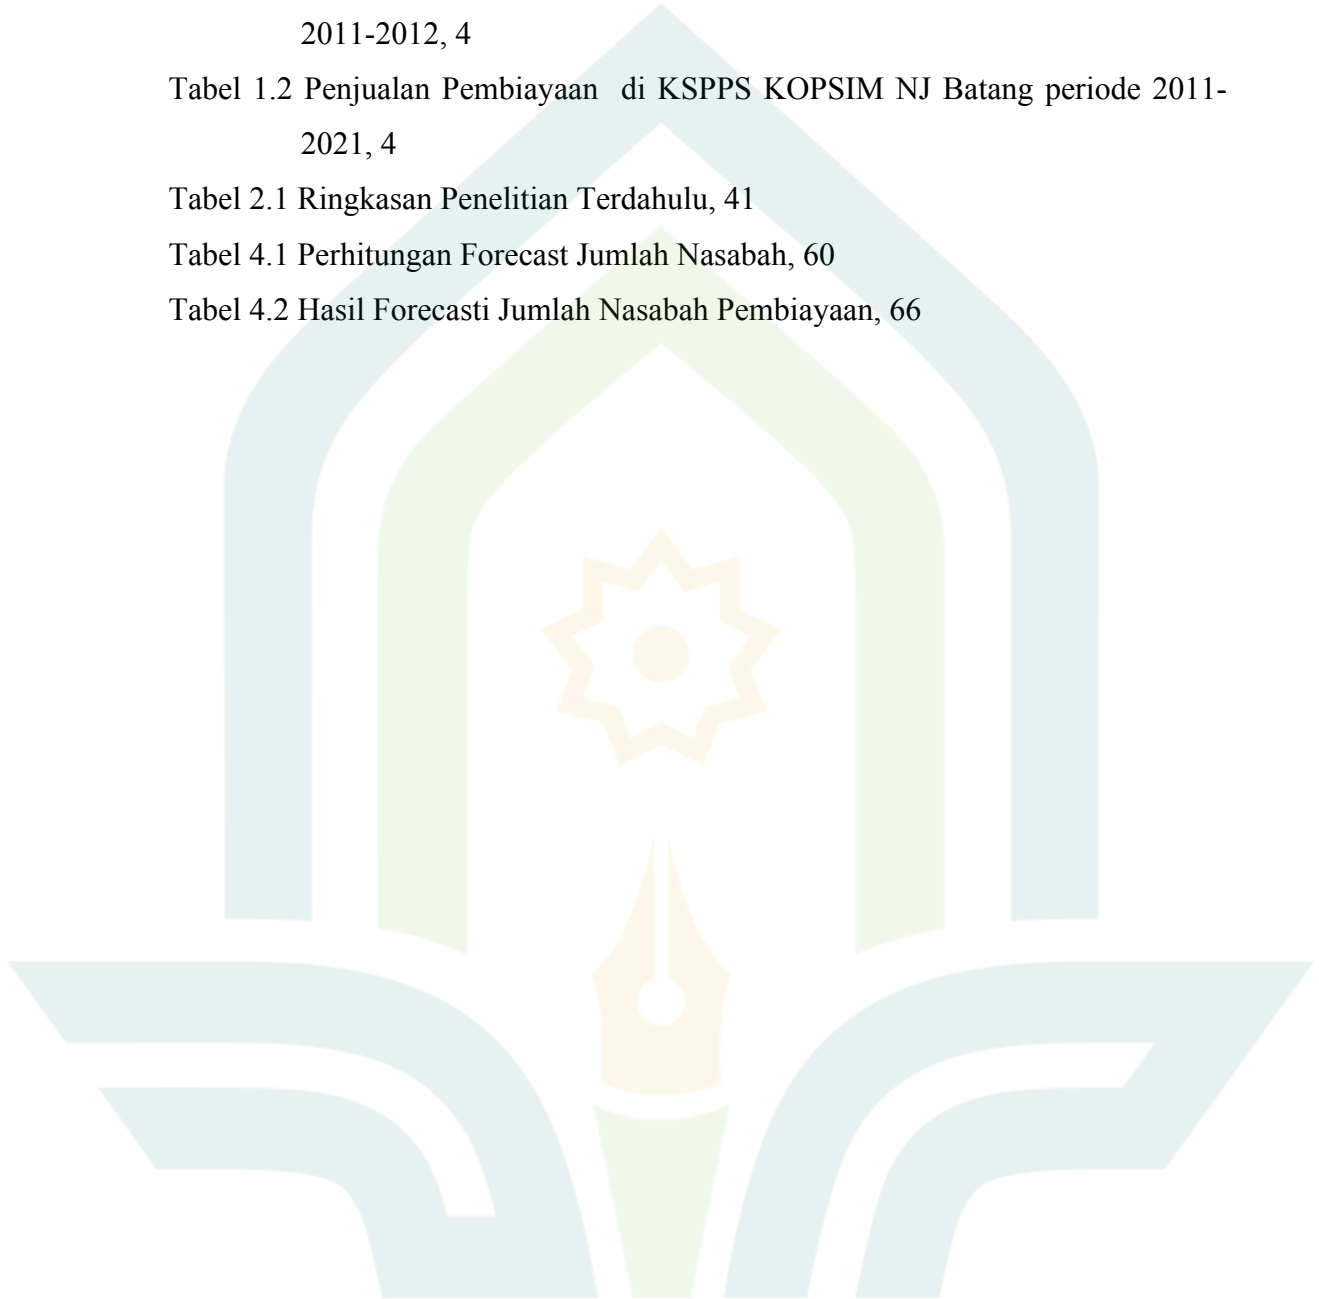 2011-2012, 4
Tabel 1.2 Penjualan Pembiayaan di KSPPS KOPSIM NJ Batang periode 2011-
2021, 4
Tabel 2.1 Ringkasan Penelitian Terdahulu, 41
Tabel 4.1 Perhitungan Forecast Jumlah Nasabah, 60
Tabel 4.2 Hasil Forecasti Jumlah Nasabah Pembiayaan, 66